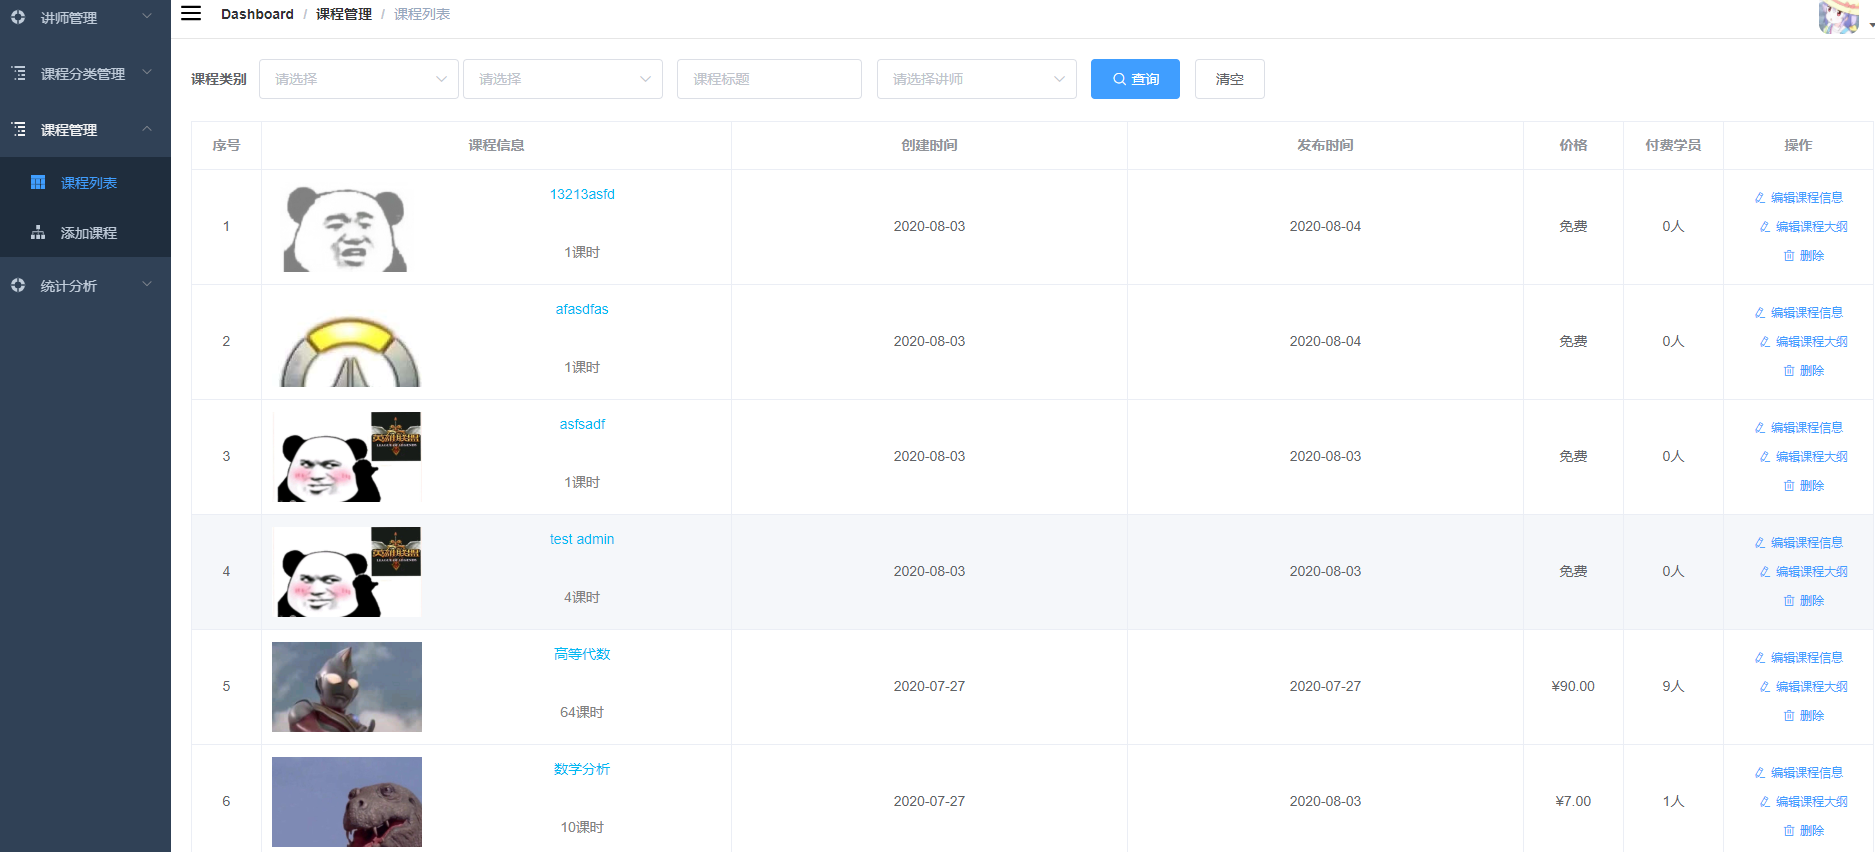 讲师管理
课程分类管理
课程管理
课程列表
添加课程
统计分析
Dashboard / 课程管理 / 课程列表
课程类别 请选择 请选择 课程标题 请选择讲师 查询 清空
序号 课程信息 创建时间 发布时间 价格 付费学员 操作
13213asfd
编辑课程信息
1 2020-08-03 2020-08-04 免费 0人 编辑课程大纲
1课时 删除
afasdfas
编辑课程信息
2 2020-08-03 2020-08-04 免费 0人 编辑课程大纲
1课时 删除
asfsadf
编辑课程信息
英雄联盟
LEAGUE OF LEGENDS
3 2020-08-03 2020-08-03 免费 0人 编辑课程大纲
1课时 删除
test admin
编辑课程信息
英雄联盟
4 2020-08-03 2020-08-03 免费 0人 编辑课程大纲
4课时 删除
高等代数
编辑课程信息
5 2020-07-27 2020-07-27 ¥90.00 9人 编辑课程大纲
64课时 删除
数学分析
编辑课程信息
6 2020-07-27 2020-08-03 ¥7.00 1人 编辑课程大纲
10课时 删除